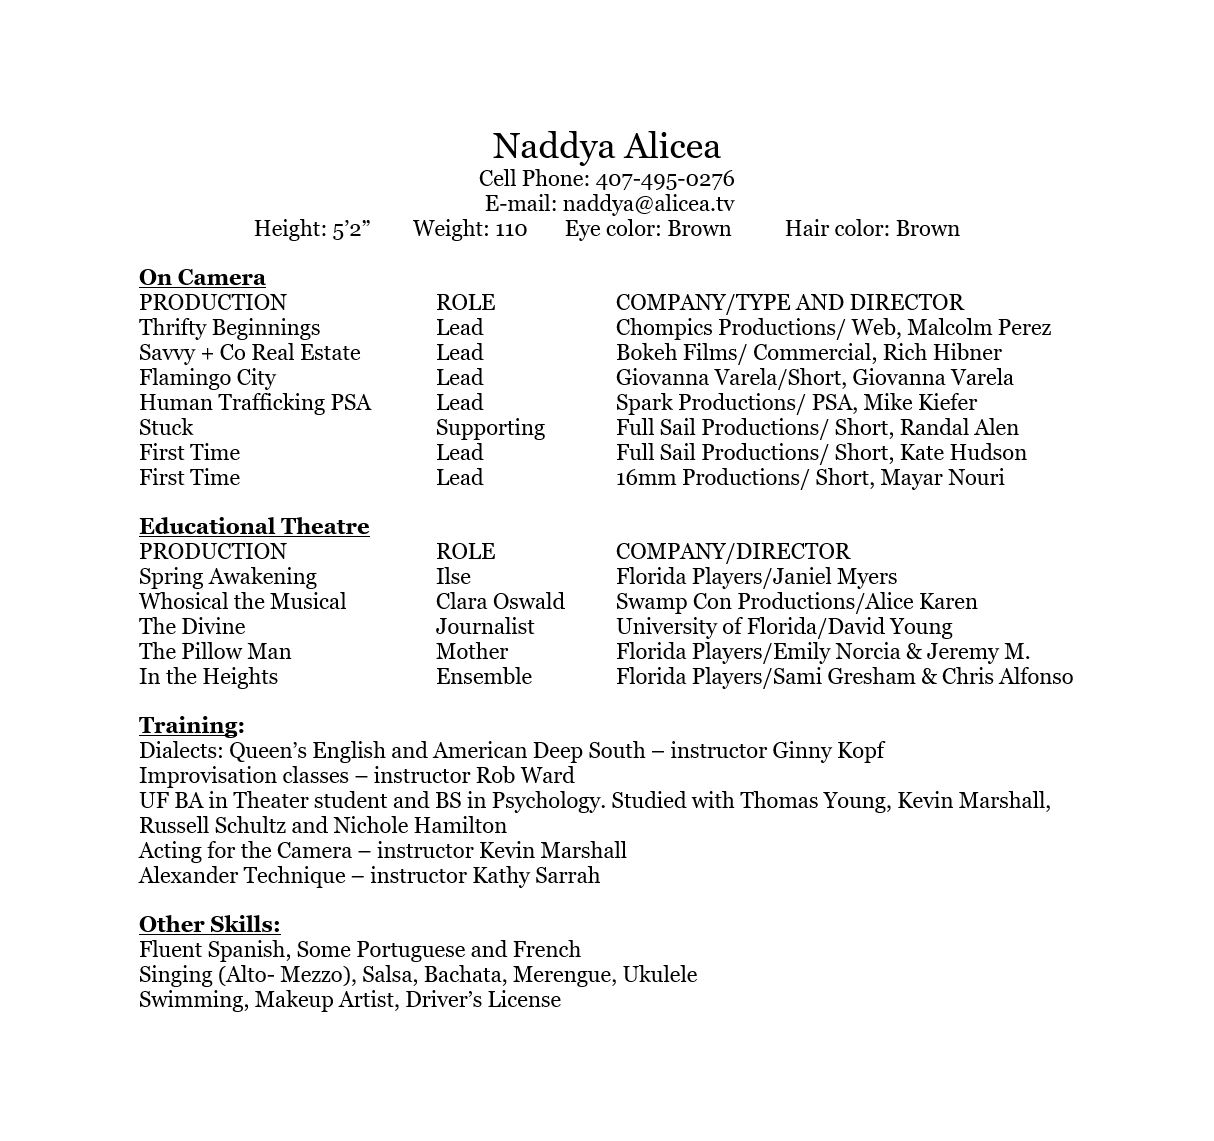 Naddya Alicea
Cell Phone: 407-495-0276
E-mail: naddya@alicea.tv
Height: 5’2” Weight: 110 Eye color: Brown Hair color: Brown
On Camera
PRODUCTION ROLE COMPANY/TYPE AND DIRECTOR
Thrifty Beginnings Lead Chompics Productions/ Web, Malcolm Perez
Savvy + Co Real Estate Lead Bokeh Films/ Commercial, Rich Hibner
Flamingo City Lead Giovanna Varela/Short, Giovanna Varela
Human Trafficking PSA Lead Spark Productions/ PSA, Mike Kiefer
Stuck Supporting Full Sail Productions/ Short, Randal Alen
First Time Lead Full Sail Productions/ Short, Kate Hudson
First Time Lead 16mm Productions/ Short, Mayar Nouri
Educational Theatre
PRODUCTION ROLE COMPANY/DIRECTOR
Spring Awakening Ilse Florida Players/Janiel Myers
Whosical the Musical Clara Oswald Swamp Con Productions/Alice Karen
The Divine Journalist University of Florida/David Young
The Pillow Man Mother Florida Players/Emily Norcia & Jeremy M.
In the Heights Ensemble Florida Players/Sami Gresham & Chris Alfonso
Training:
Dialects: Queen’s English and American Deep South – instructor Ginny Kopf
Improvisation classes – instructor Rob Ward
UF BA in Theater student and BS in Psychology. Studied with Thomas Young, Kevin Marshall,
Russell Schultz and Nichole Hamilton
Acting for the Camera – instructor Kevin Marshall
Alexander Technique – instructor Kathy Sarrah
Other Skills:
Fluent Spanish, Some Portuguese and French
Singing (Alto- Mezzo), Salsa, Bachata, Merengue, Ukulele
Swimming, Makeup Artist, Driver’s License